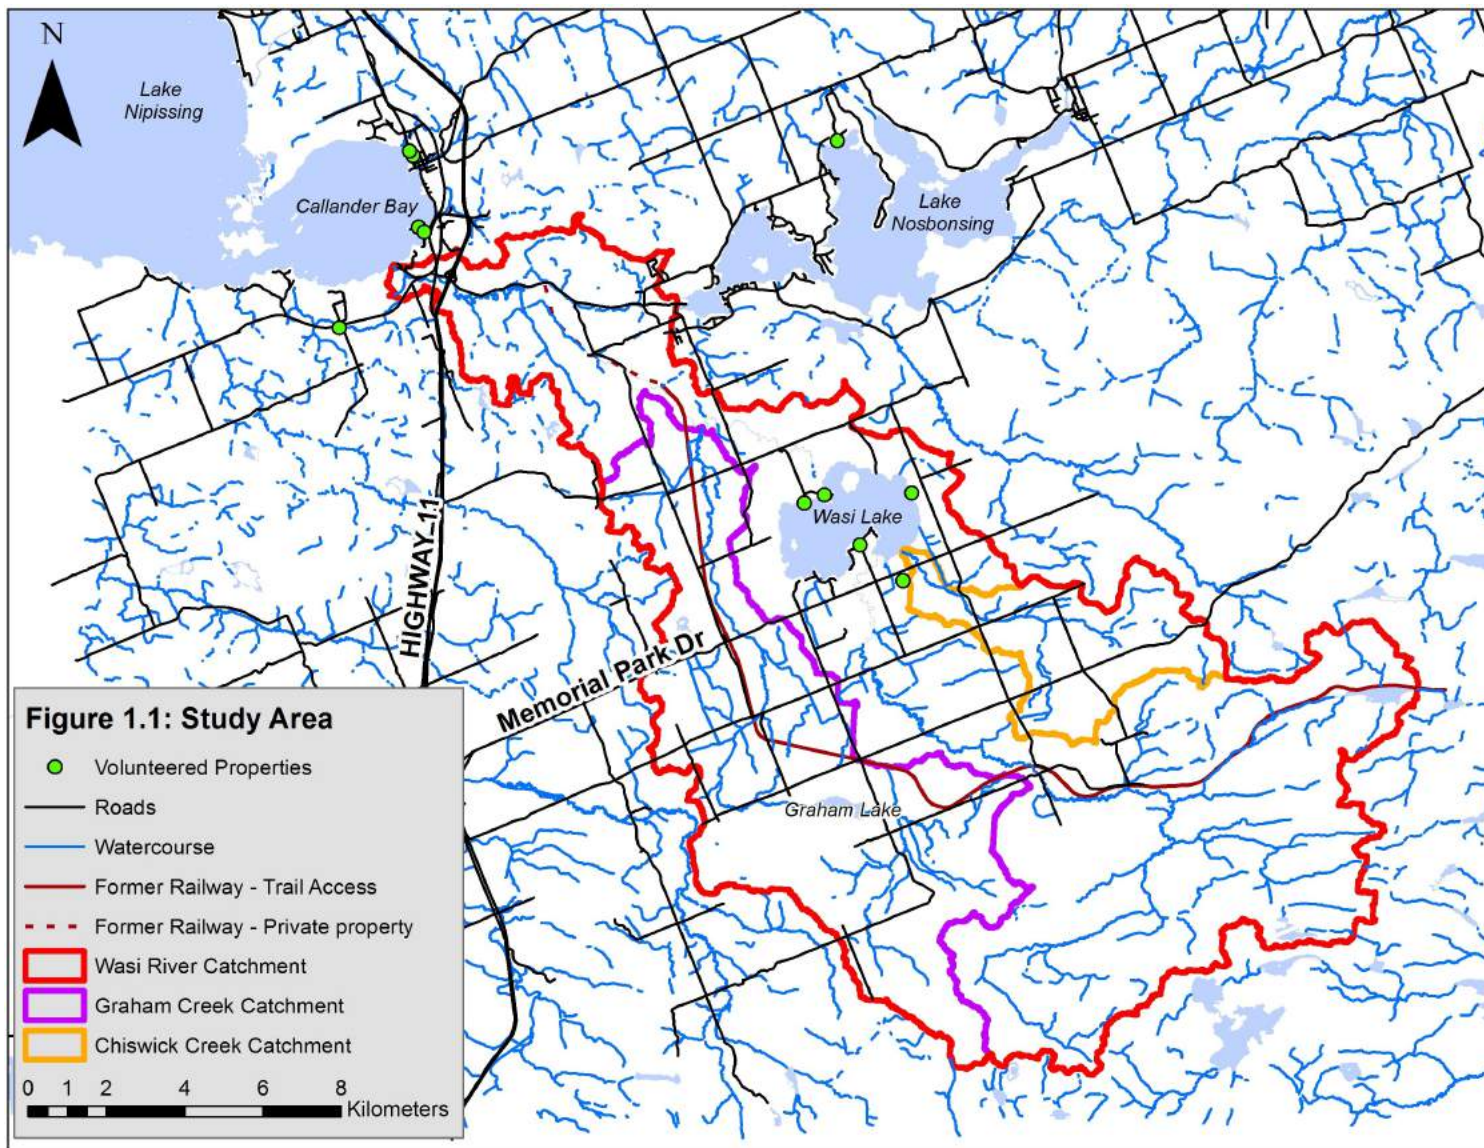 N
Lake
Nipissing
Callander Bay
Lake
Nosbonsing
Wasi Lake
HIGHWAY 11
Memorial Park Dr
Graham Lake
Figure 1.1: Study Area
Volunteered Properties
Roads
Watercourse
Former Railway - Trail Access
Former Railway - Private property
Wasi River Catchment
Graham Creek Catchment
Chiswick Creek Catchment
0 1 2 4 6 8
Kilometers